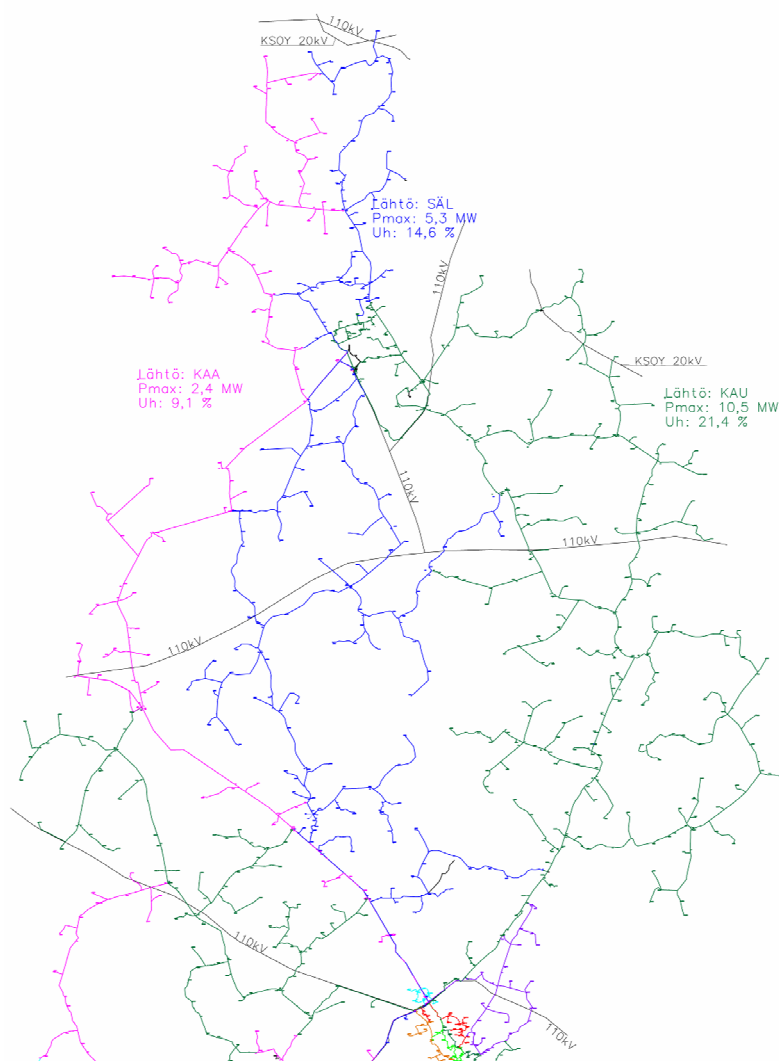 110kV
KSOY 20kV
Lähtö: SÄL
Pmax: 5,3 MW
Uh: 14,6 %
110kV
KSOY 20kV
Lähtö: KAA
Pmax: 2,4 MW
Uh: 9,1 %
Lähtö: KAU
Pmax: 10,5 MW
Uh: 21,4 %
110kV
110kV
110kV
110kV
110kV